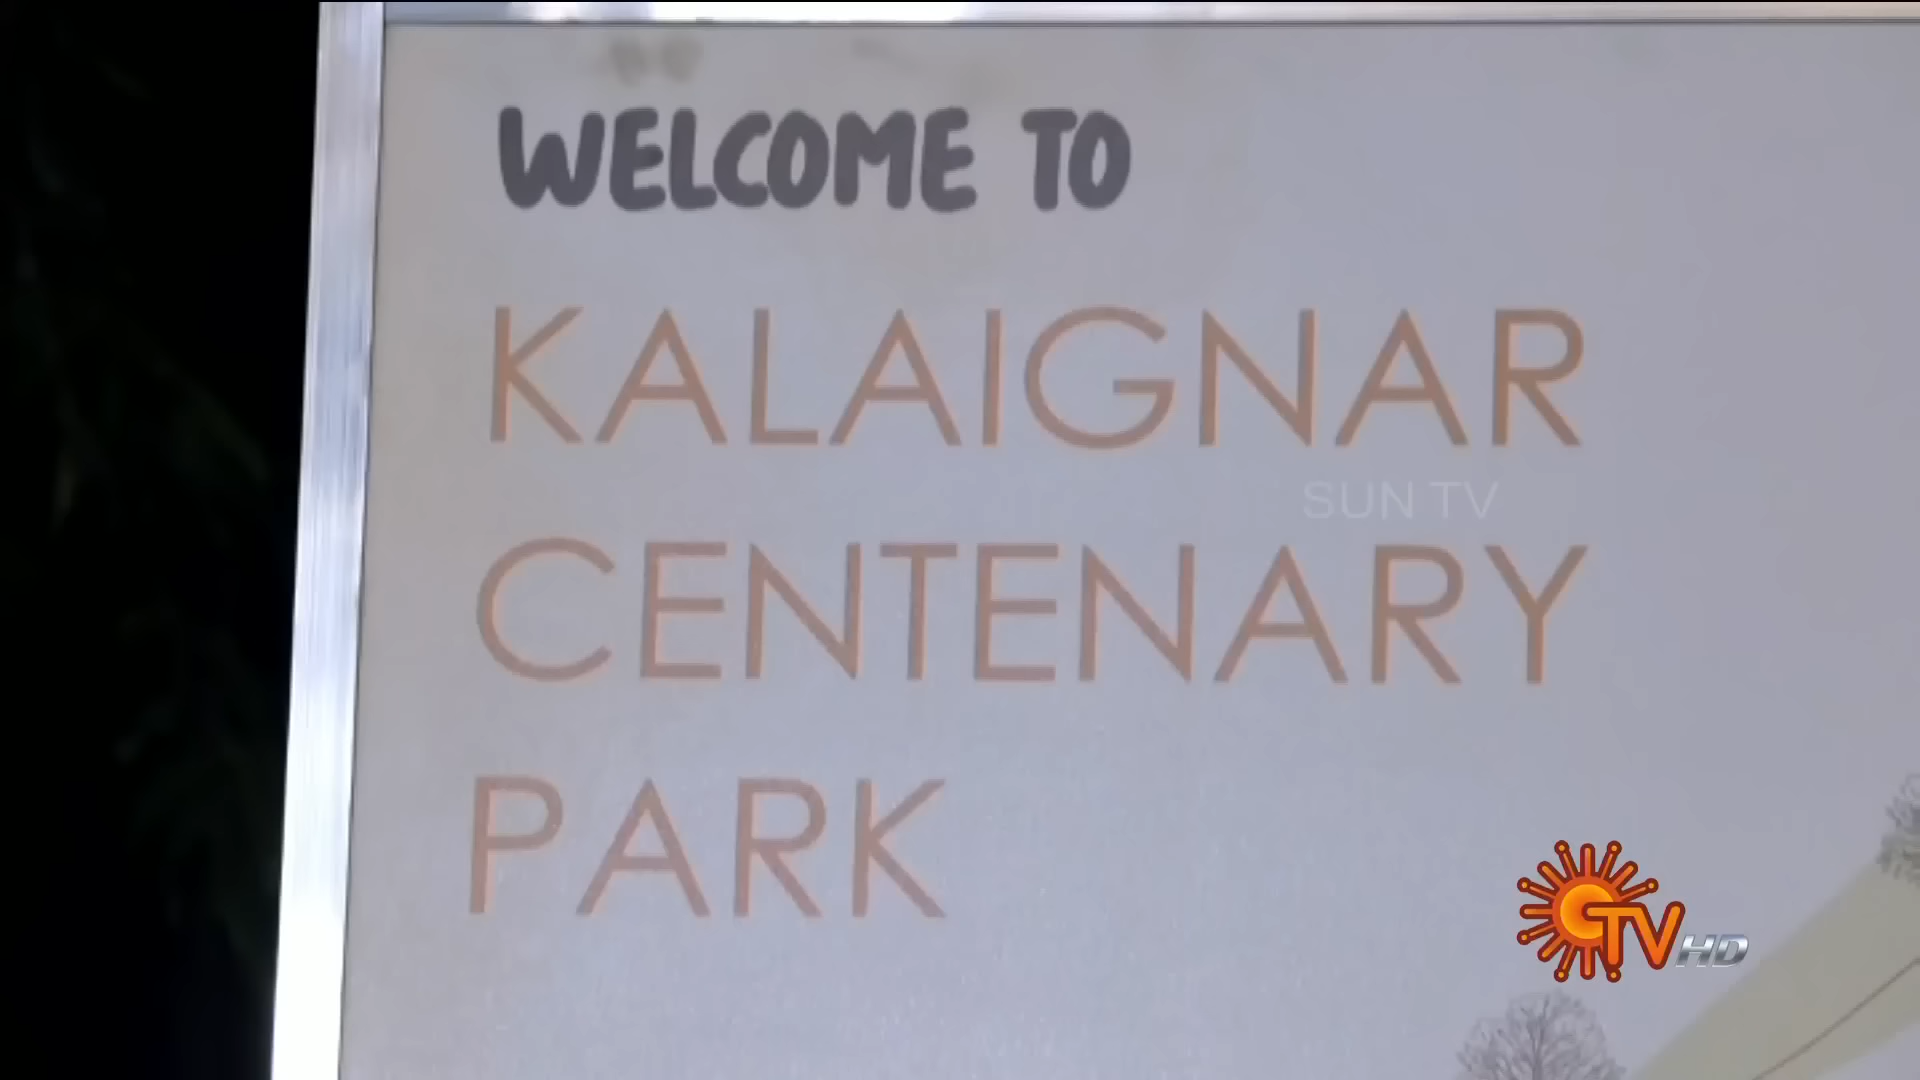 WELCOME TO
KALAIGNAR
SUN TV
CENTENARY
PARK
TV HD